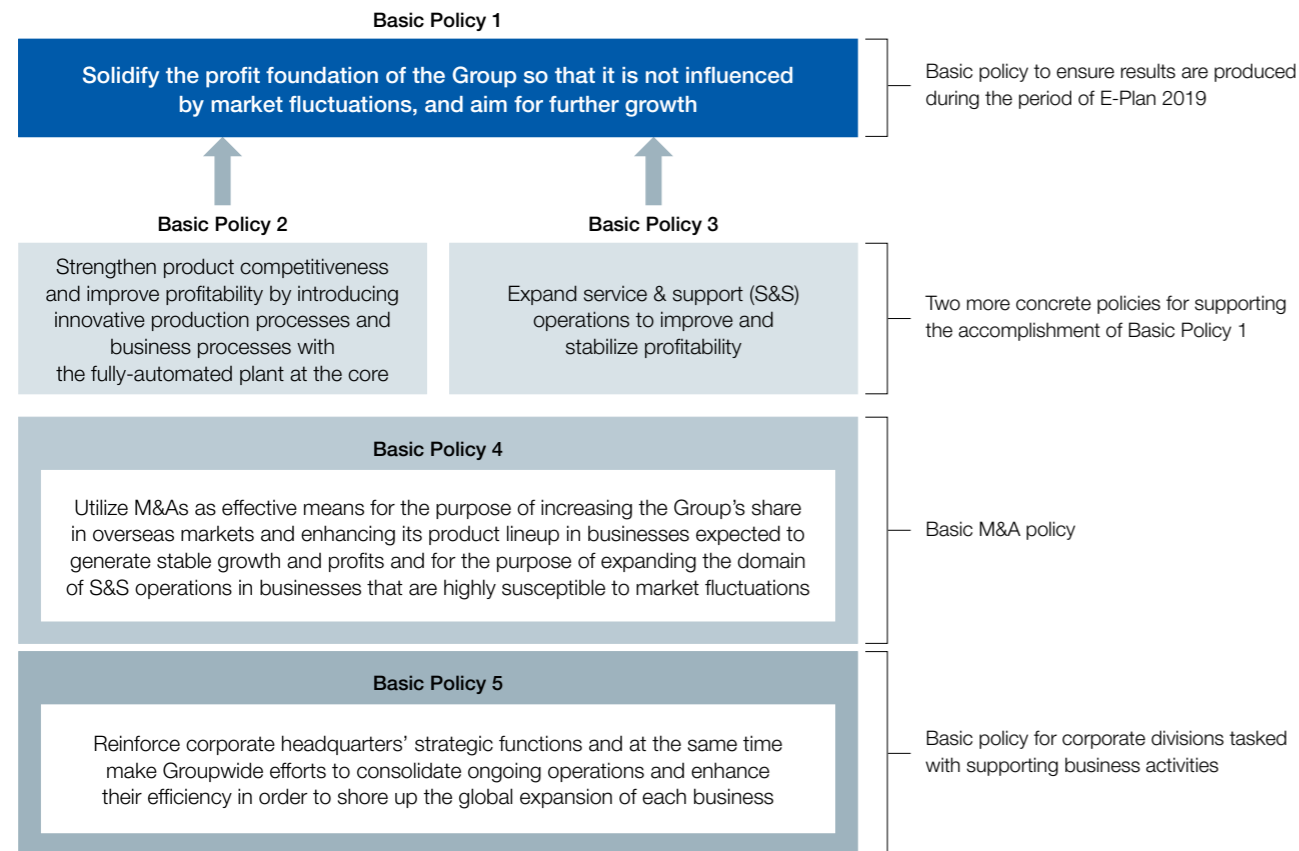 Basic Policy 1
Solidify the profit foundation of the Group so that it is not influenced
by market fluctuations, and aim for further growth
Basic policy to ensure results are produced
during the period of E-Plan 2019
Basic Policy 2
Strengthen product competitiveness
and improve profitability by introducing
innovative production processes and
business processes with
the fully-automated plant at the core
Basic Policy 3
Expand service & support (S&S)
operations to improve and
stabilize profitability
Two more concrete policies for supporting
the accomplishment of Basic Policy 1
Basic Policy 4
Utilize M&As as effective means for the purpose of increasing the Group’s share
in overseas markets and enhancing its product lineup in businesses expected to
generate stable growth and profits and for the purpose of expanding the domain
of S&S operations in businesses that are highly susceptible to market fluctuations
Basic M&A policy
Basic Policy 5
Reinforce corporate headquarters’ strategic functions and at the same time
make Groupwide efforts to consolidate ongoing operations and enhance
their efficiency in order to shore up the global expansion of each business
Basic policy for corporate divisions tasked
with supporting business activities